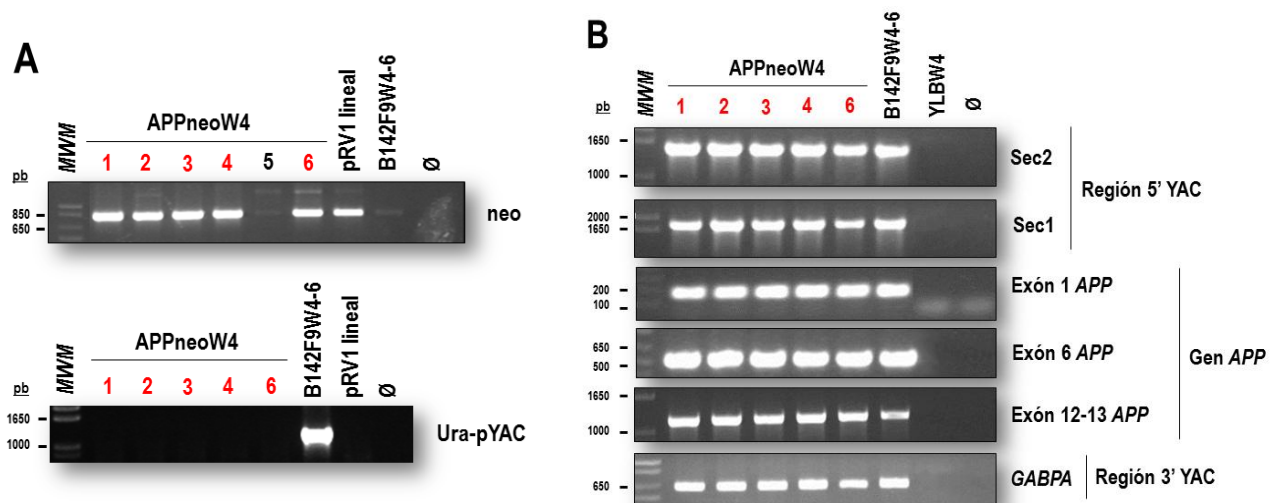 A
MWM
APPneoW4
pRV1 lineal
B142F9W4-6
Ø
pb
1 2 3 4 5 6
850
650
neo
MWM
APPneoW4
B142F9W4-6
pRV1 lineal
Ø
pb
1 2 3 4 6
1650
1000
Ura-pYAC
B
MWM
APPneoW4
B142F9W4-6
YLBW4
Ø
pb
1 2 3 4 6
1650
1000
Sec2
2000
1650
Sec1
Región 5’ YAC
200
100
Exón 1 APP
650
500
Exón 6 APP
Gen APP
1650
1000
Exón 12-13 APP
650
GABPA
Región 3’ YAC